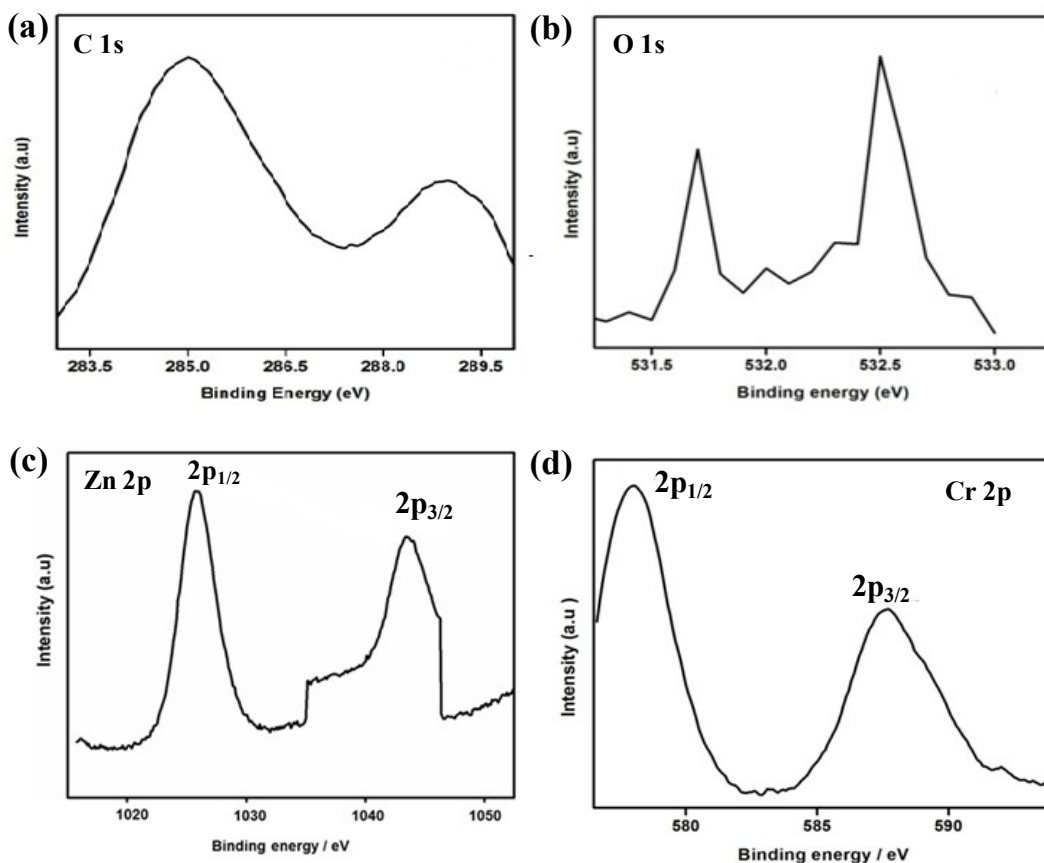 (a)
C 1s
Intensity (a.u)
283.5 285.0 286.5 288.0 289.5
Binding Energy (eV)
(b)
O 1s
Intensity (a.u)
531.5 532.0 532.5 533.0
Binding energy (eV)
(c)
Zn 2p
2p1/2
2p3/2
Intensity (a.u)
1020 1030 1040 1050
Binding energy / eV
(d)
2p1/2
Cr 2p
2p3/2
Intensity (a.u )
580 585 590
Binding energy / eV